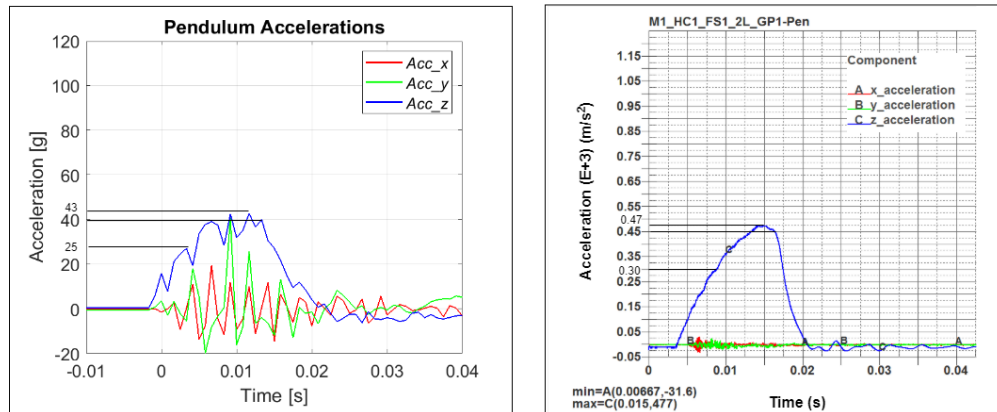 Pendulum Accelerations
Acceleration [g]
120
100
80
60
43
40
25
20
0
-20
-0.01
0
0.01
0.02
0.03
0.04
Time [s]
Acc_x
Acc_y
Acc_z
M1_HC1_FS1_2L_GP1-Pen
Acceleration (E+3) (m/s²)
1.15
1.05
0.95
0.85
0.75
0.65
0.55
0.47
0.45
0.30
0.25
0.15
0.05
-0.05
0
0.01
0.02
0.03
0.04
Component
A x_acceleration
B y_acceleration
C z_acceleration
C
B
A
B
C
A
min=A(0.00667,-31.6)
max=C(0.015,477)
Time (s)